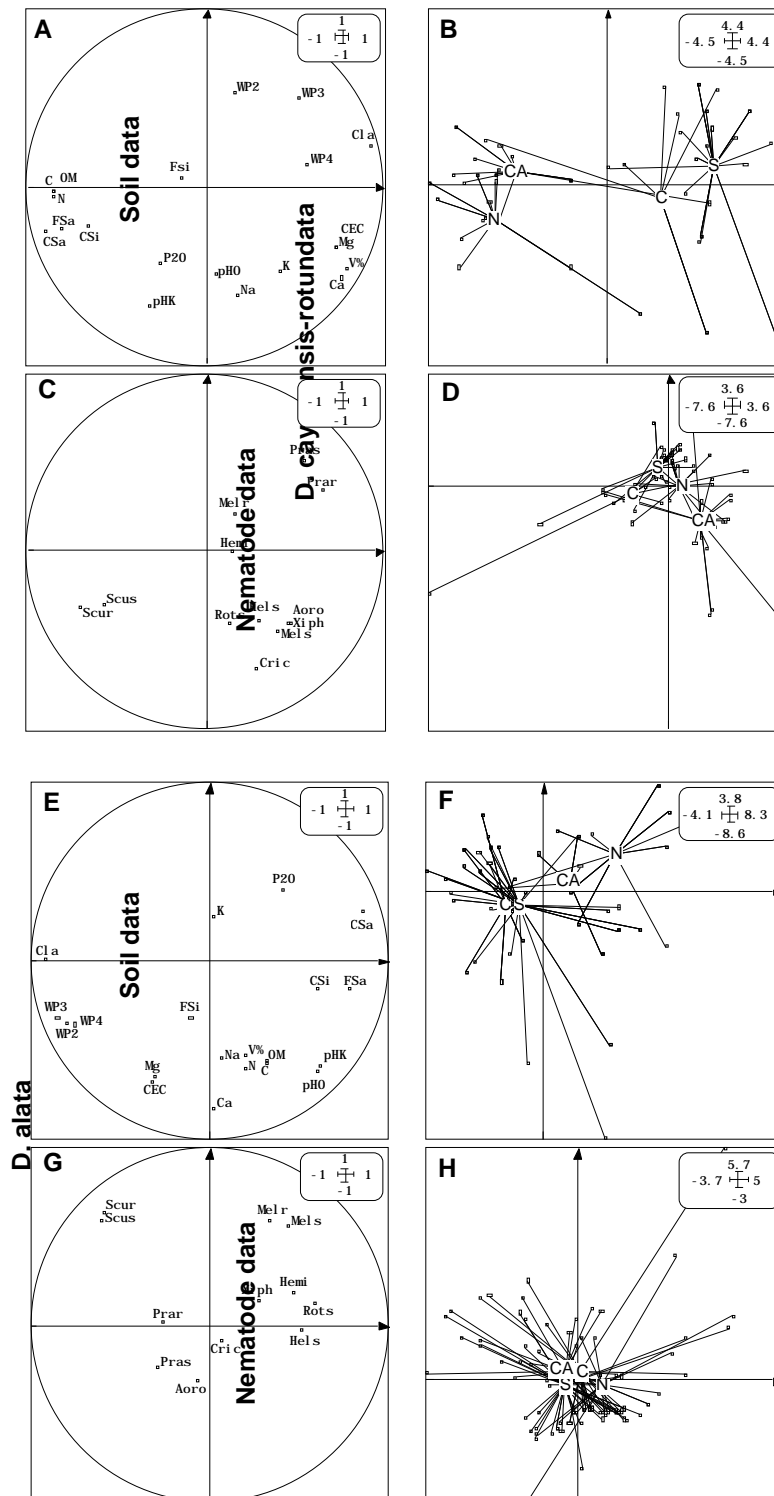 A
1
-1 1
-1
WP2
WP3
Cla
WP4
Fsi
C OM
N
FSa
CSa
CSi
CEC
Mg
P2O
pHO
K
V%
Ca
Na
pHK
Soil data
B
4.4
-4.5 4.4
-4.5
CA
N
C
S
C
1
-1 1
-1
Pras
Prar
Melr
Hemi
Scus
Scur
Rots
Aoro
Xiph
Mels
Cric
Nematode data
D
3.6
-7.6 3.6
-7.6
S
N
C
CA
E
1
-1 1
-1
P2O
K
CSa
Cla
CSi
FSa
WP3
WP4
WP2
FSi
Na
V%
OM
N
C
pHK
pHO
Mg
CEC
Ca
Soil data
D. alata
F
3.8
-4.1 8.3
-8.6
N
CA
CS
G
1
-1 1
-1
Scur
Scus
Melr
Mels
Hemi
Rots
Prar
Cric
Hels
Pras
Aoro
Nematode data
H
5.7
-3.7 5
-3
CA C
S N